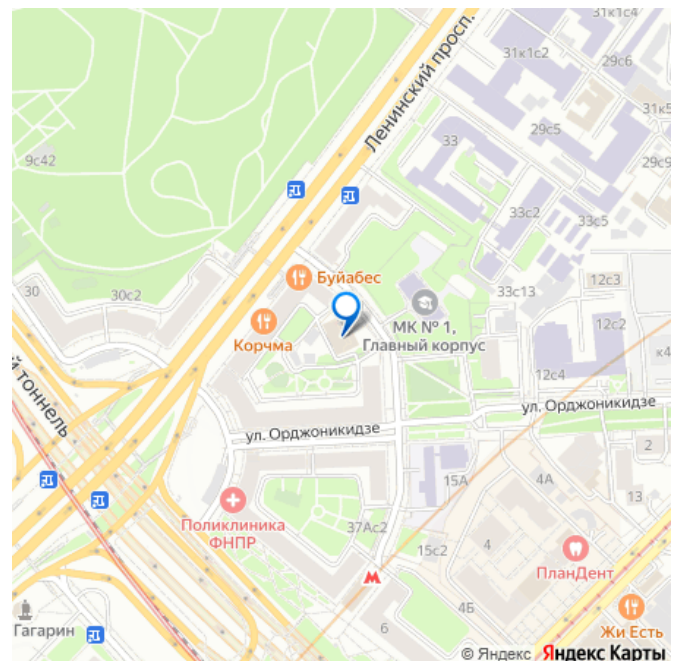 31к1с4
31к1с2
29с6
Ленинский просп.
31к5
33
29с5
9с42
29с9
33с2
33с5
Буйабес
12с3
30
30с2
33с13
МК № 1,
Главный корпус
12с2
Корчма
к4
12с4
й тоннель
ул. Орджоникидзе
ул. Орджоникидзе
2
15А
4А
13
Поликлиника
ФНПР
37Ас2
15с2
4
ПланДент
4Б
6
Гагарин
Жи Есть
© Яндекс Яндекс Карты